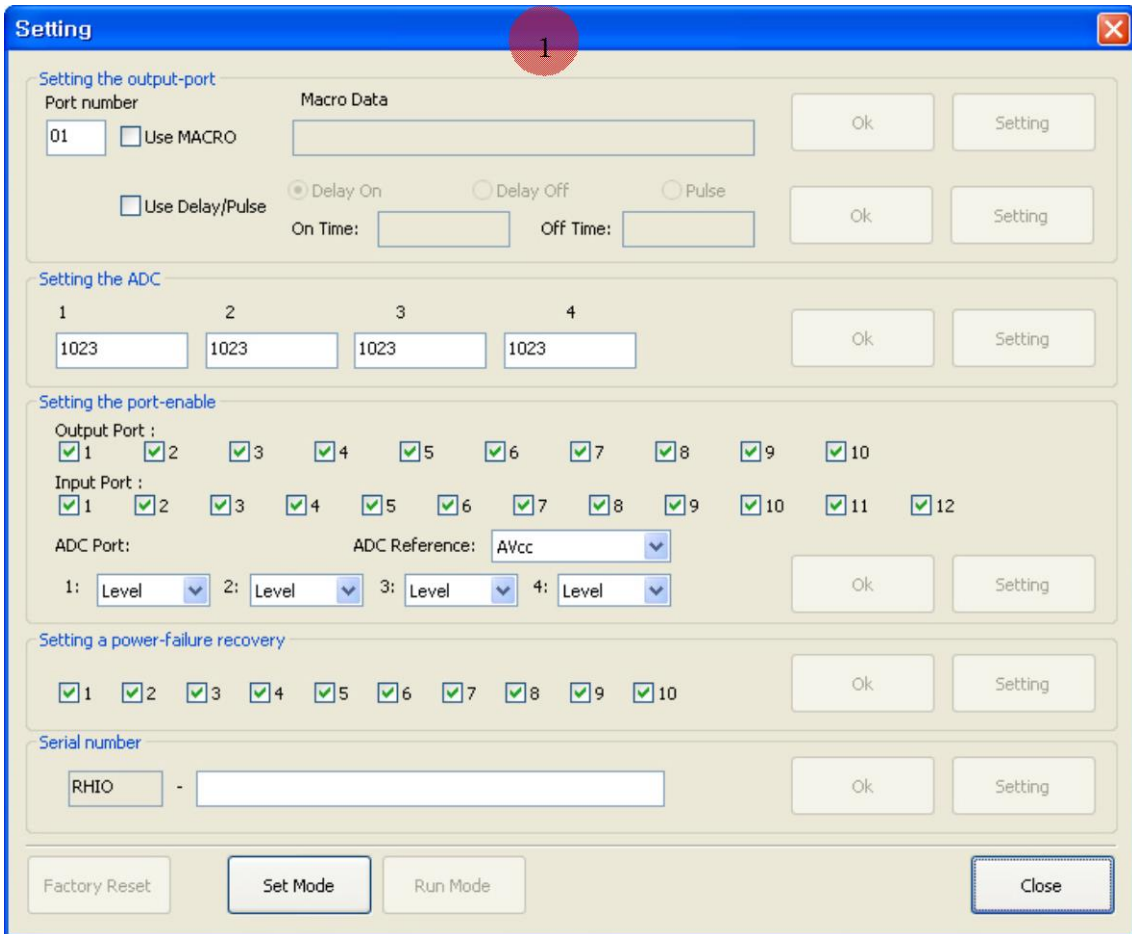 Setting
1
Setting the output-port
Port number Macro Data
01 Use MACRO Ok Setting
Delay On Delay Off Pulse
Use Delay/Pulse Ok Setting
On Time: Off Time:
Setting the ADC
1 2 3 4
1023 1023 1023 1023 Ok Setting
Setting the port-enable
Output Port :
1 2 3 4 5 6 7 8 9 10
Input Port :
1 2 3 4 5 6 7 8 9 10 11 12
ADC Port: ADC Reference: AVcc
1: Level 2: Level 3: Level 4: Level Ok Setting
Setting a power-failure recovery
1 2 3 4 5 6 7 8 9 10 Ok Setting
Serial number
RHIO - Ok Setting
Factory Reset Set Mode Run Mode Close